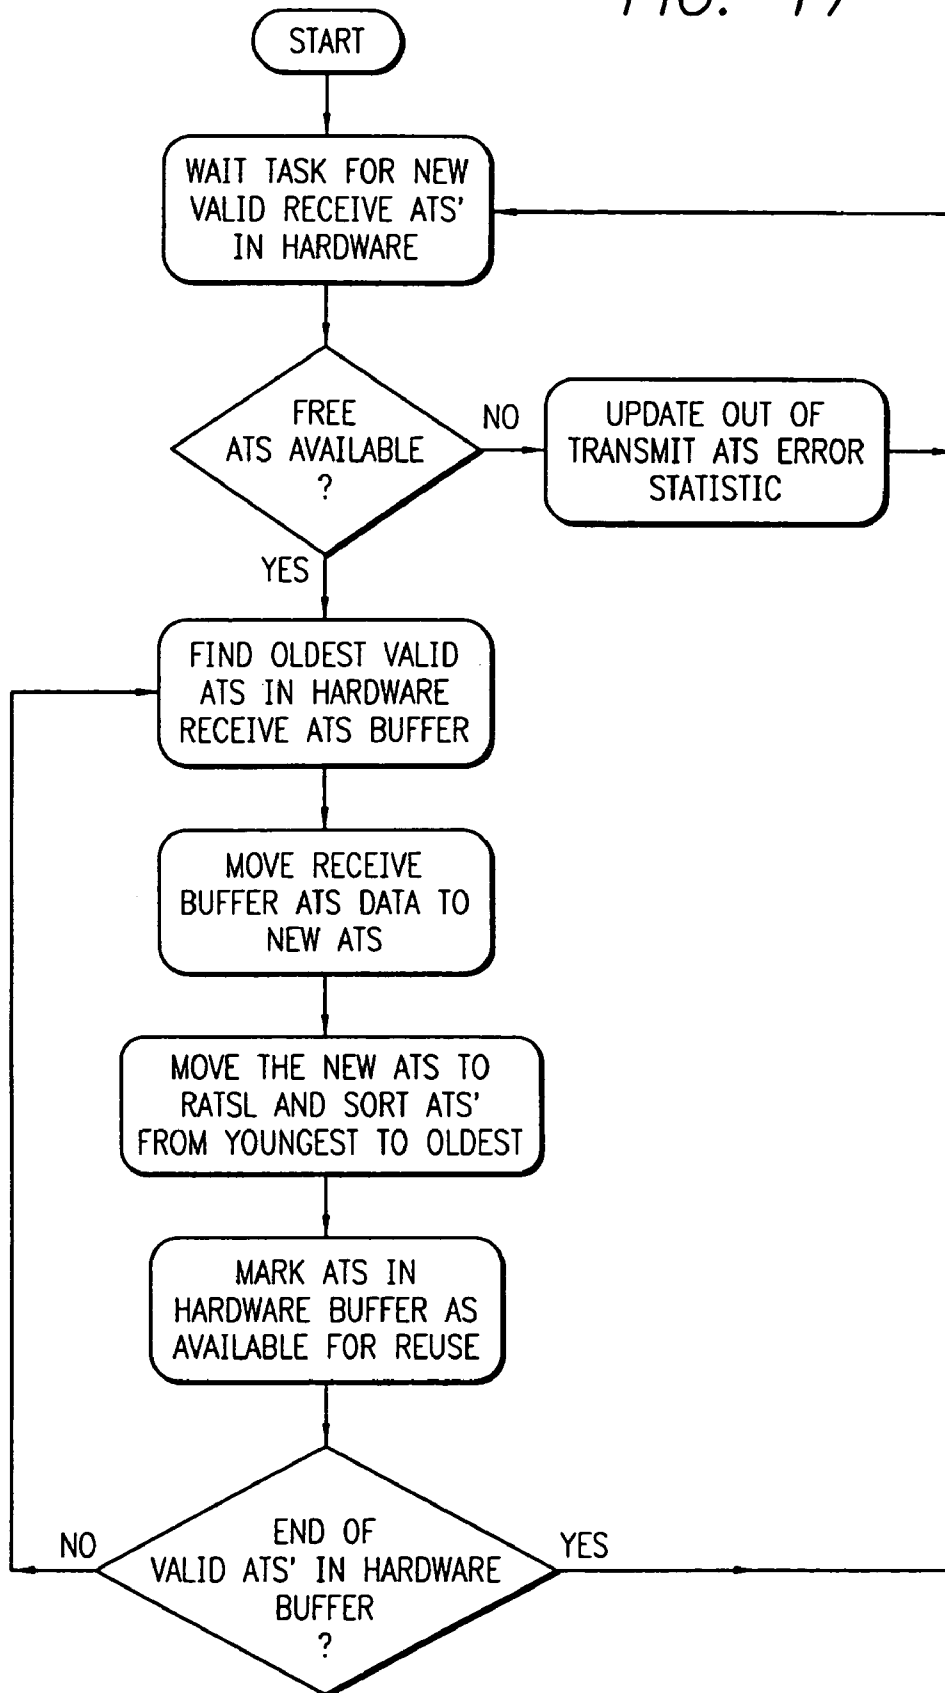 START
WAIT TASK FOR NEW
VALID RECEIVE ATS'
IN HARDWARE
FREE
ATS AVAILABLE
?
NO
UPDATE OUT OF
TRANSMIT ATS ERROR
STATISTIC
YES
FIND OLDEST VALID
ATS IN HARDWARE
RECEIVE ATS BUFFER
MOVE RECEIVE
BUFFER ATS DATA TO
NEW ATS
MOVE THE NEW ATS TO
RATSL AND SORT ATS'
FROM YOUNGEST TO OLDEST
MARK ATS IN
HARDWARE BUFFER AS
AVAILABLE FOR REUSE
NO
END OF
VALID ATS' IN HARDWARE
BUFFER
?
YES